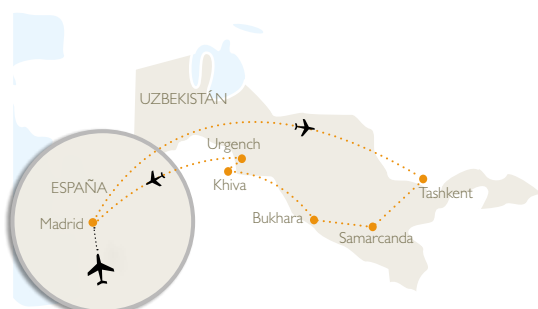 UZBEKISTÁN
Urgench
ESPAÑA
Khiva
Tashkent
Madrid
Bukhara
Samarcanda